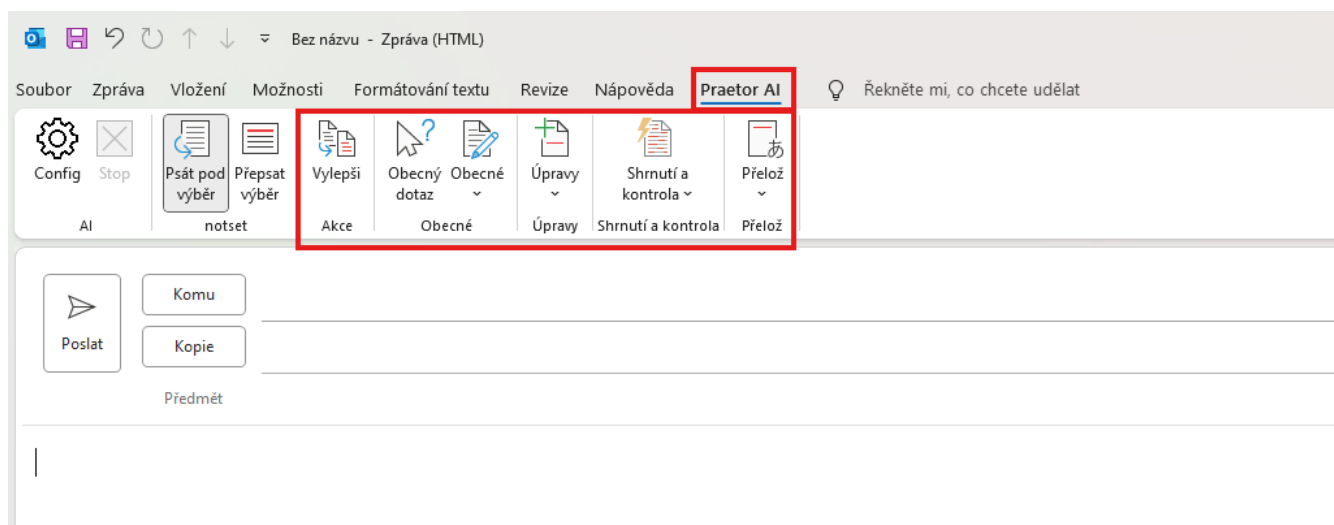 Bez názvu - Zpráva (HTML)
Soubor Zpráva Vložení Možnosti Formátování textu Revize Nápověda Praetor AI Řekněte mi, co chcete udělat
Config Stop Psát pod výběr Přepsat výběr Vylepši Obecný dotaz Obecné Úpravy Shrnutí a kontrola Přelož
AI notset Akce Obecné Úpravy Shrnutí a kontrola Přelož
Komu
Poslat
Kopie
Předmět